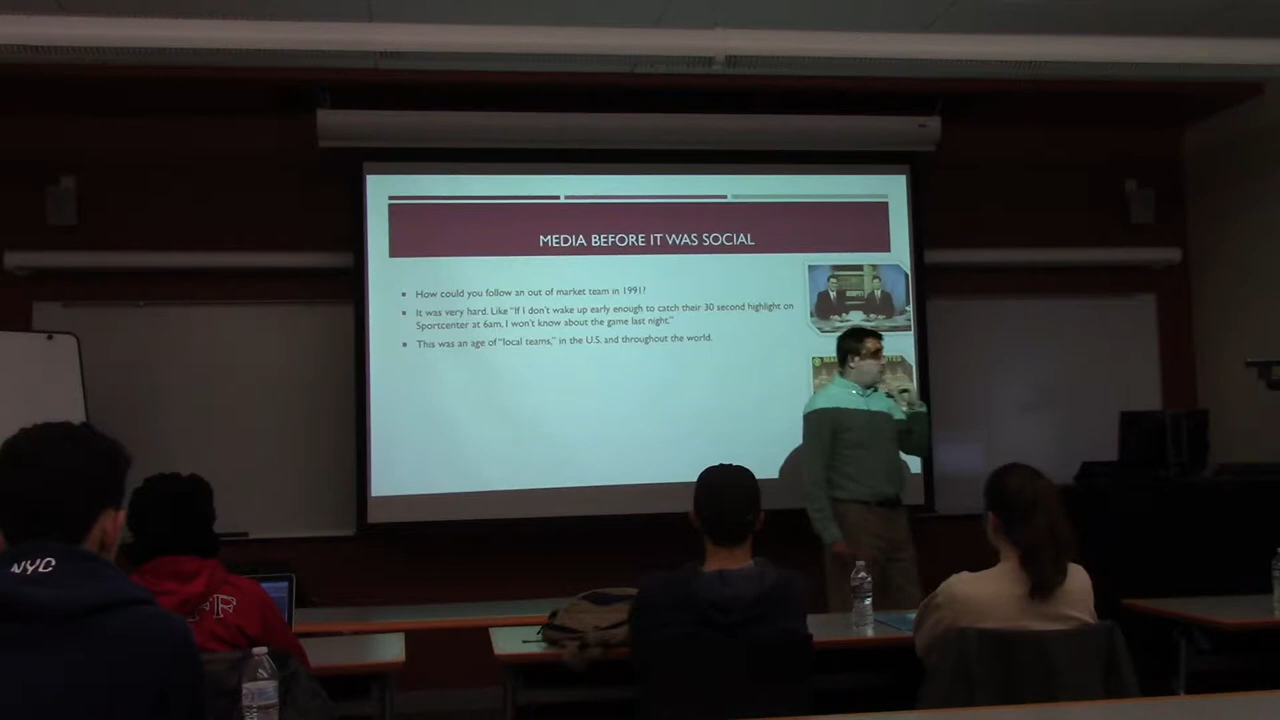 MEDIA BEFORE IT WAS SOCIAL
How could you follow an out of market team in 1991?
It was very hard. Like "If I don't wake up early enough to catch their 30 second highlight on
Sportcenter at 6am, I won't know about the game last night."
This was an age of "local teams," in the U.S. and throughout the world.
NYC